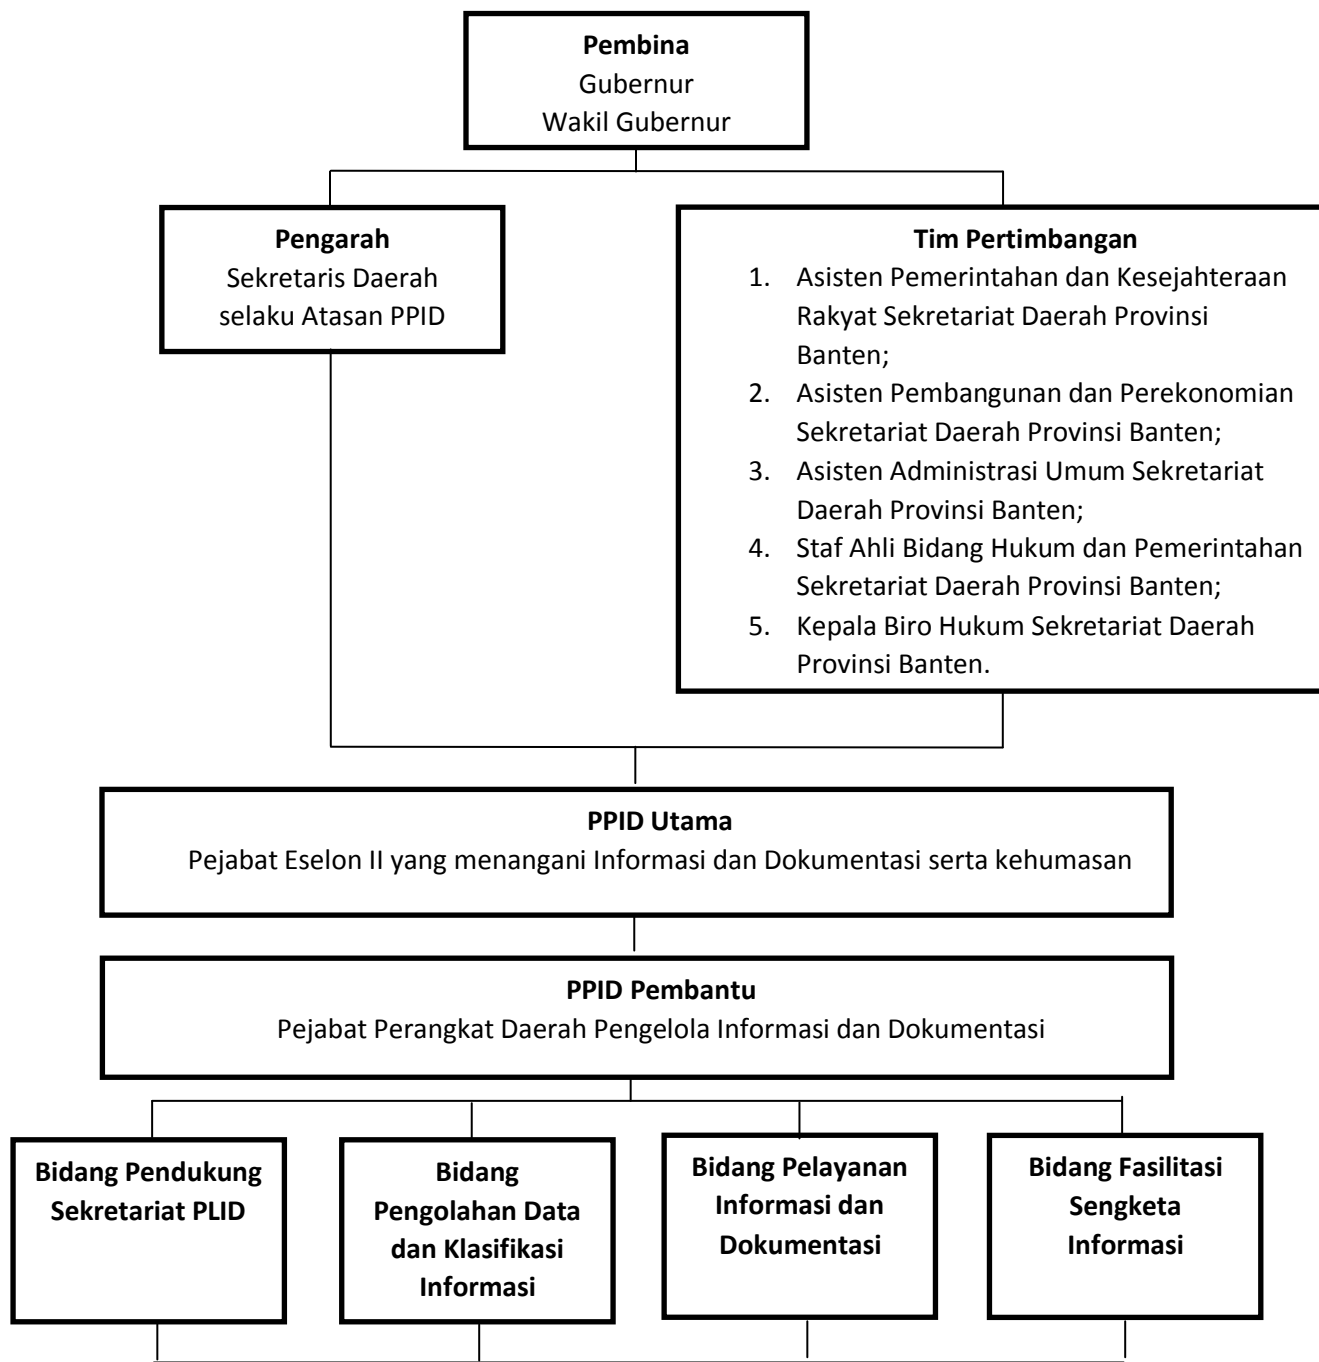 Pembina
Gubernur
Wakil Gubernur
Pengarah
Sekretaris Daerah
selaku Atasan PPID
Tim Pertimbangan
1. Asisten Pemerintahan dan Kesejahteraan
Rakyat Sekretariat Daerah Provinsi
Banten;
2. Asisten Pembangunan dan Perekonomian
Sekretariat Daerah Provinsi Banten;
3. Asisten Administrasi Umum Sekretariat
Daerah Provinsi Banten;
4. Staf Ahli Bidang Hukum dan Pemerintahan
Sekretariat Daerah Provinsi Banten;
5. Kepala Biro Hukum Sekretariat Daerah
Provinsi Banten.
PPID Utama
Pejabat Eselon II yang menangani Informasi dan Dokumentasi serta kehumasan
PPID Pembantu
Pejabat Perangkat Daerah Pengelola Informasi dan Dokumentasi
Bidang Pendukung
Sekretariat PLID
Bidang
Pengolahan Data
dan Klasifikasi
Informasi
Bidang Pelayanan
Informasi dan
Dokumentasi
Bidang Fasilitasi
Sengketa
Informasi